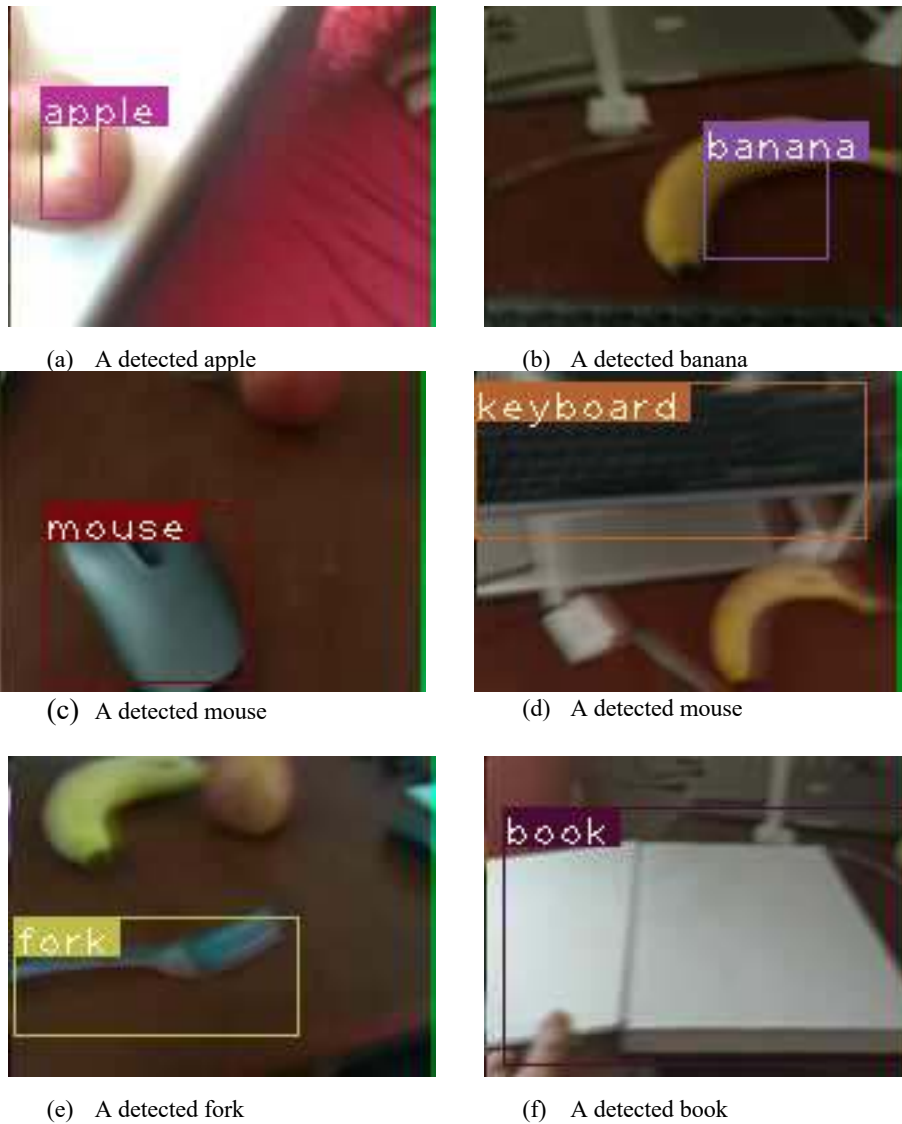 apple
banana
(a) A detected apple
(b) A detected banana
mouse
keyboard
(c) A detected mouse
(d) A detected mouse
fork
book
(e) A detected fork
(f) A detected book